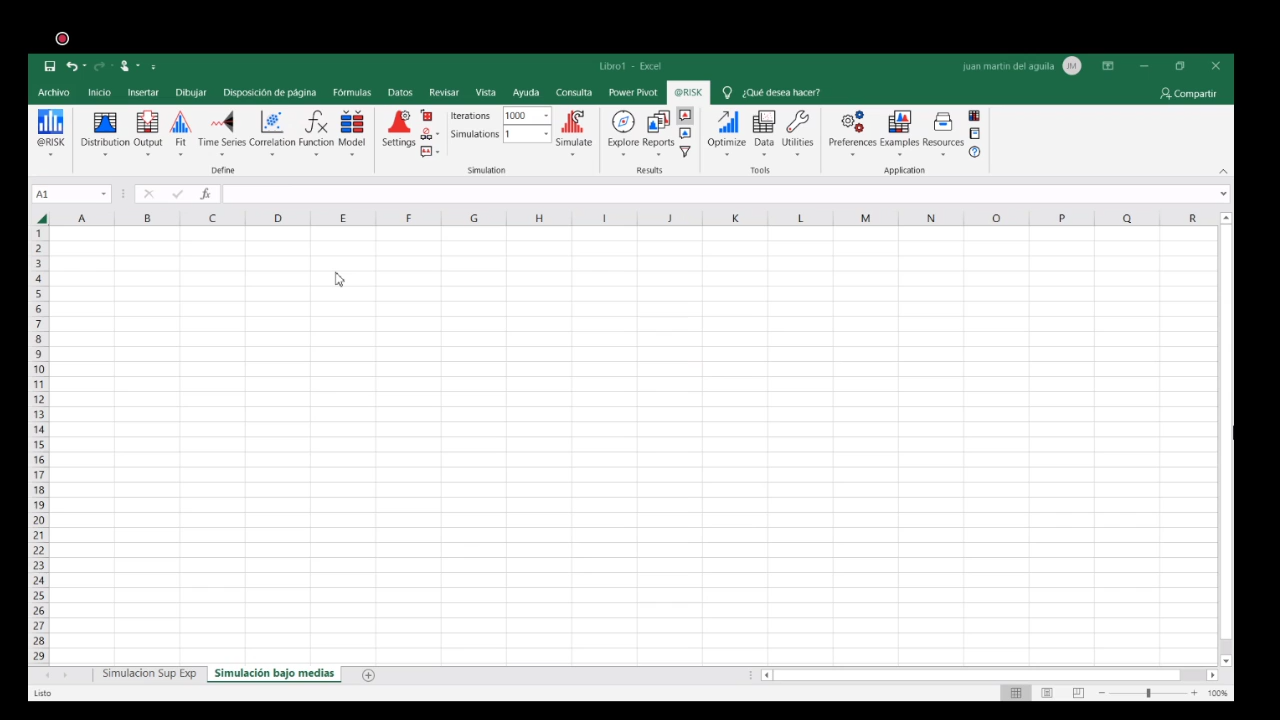 Libro1 - Excel
juan martin del aguila JM
Archivo Inicio Insertar Dibujar Disposición de página Fórmulas Datos Revisar Vista Ayuda Consulta Power Pivot @RISK ¿Qué desea hacer? Compartir
@RISK Distribution Output Fit Time Series Correlation Function Model Settings Iterations 1000 Simulate Explore Reports Optimize Data Utilities Preferences Examples Resources
Simulations 1
Define Simulation Results Tools Application
A1 fx
A B C D E F G H I J K L M N O P Q R
1
2
3
4
5
6
7
8
9
10
11
12
13
14
15
16
17
18
19
20
21
22
23
24
25
26
27
28
29
Simulacion Sup Exp Simulación bajo medias
Listo 100%